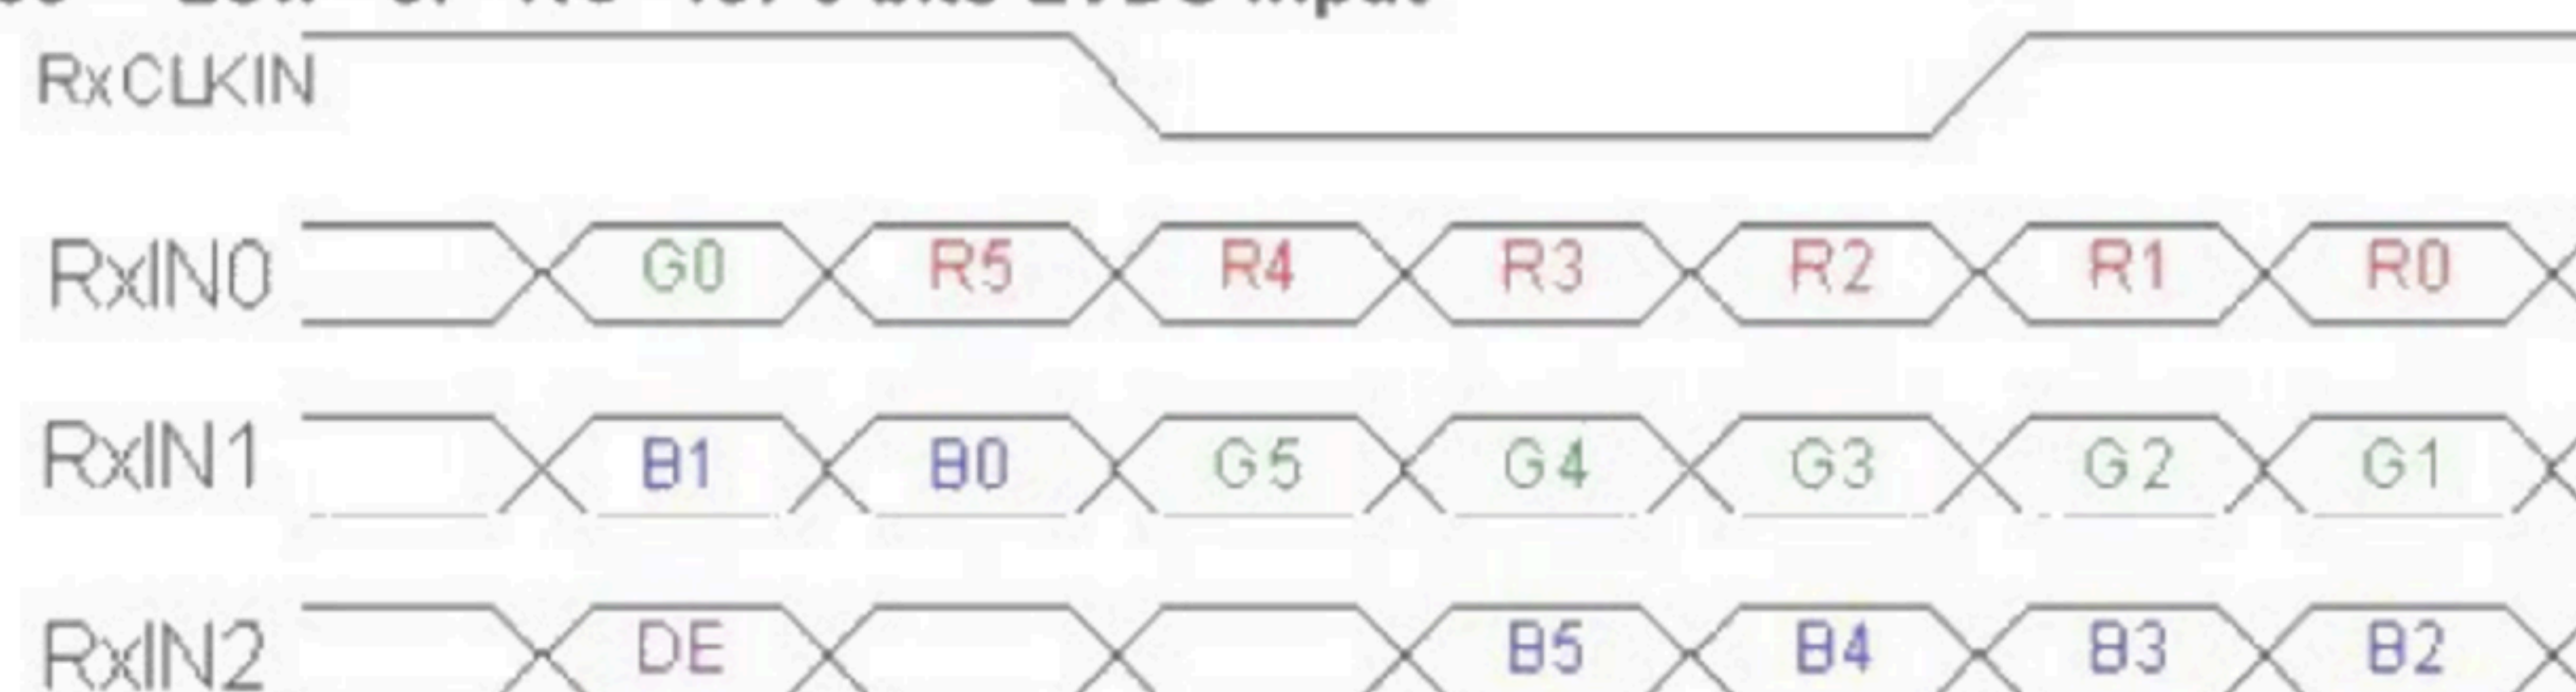 input
RxCLKIN
RxIN0 G0 R5 R4 R3 R2 R1 R0
RxIN1 B1 B0 G5 G4 G3 G2 G1
RxIN2 DE B5 B4 B3 B2